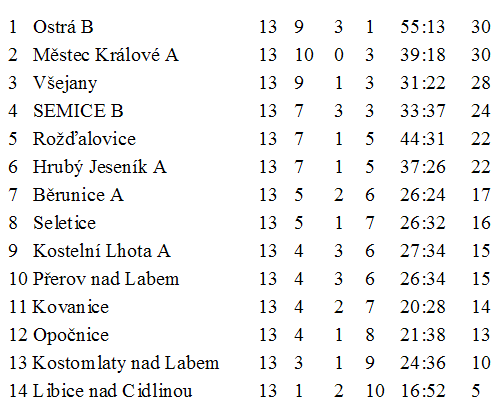 1 Ostrá B 13 9 3 1 55:13 30
2 Městec Králové A 13 10 0 3 39:18 30
3 Všejany 13 9 1 3 31:22 28
4 SEMICE B 13 7 3 3 33:37 24
5 Rožďalovice 13 7 1 5 44:31 22
6 Hrubý Jeseník A 13 7 1 5 37:26 22
7 Běrunice A 13 5 2 6 26:24 17
8 Seletice 13 5 1 7 26:32 16
9 Kostelní Lhota A 13 4 3 6 27:34 15
10 Přerov nad Labem 13 4 3 6 26:34 15
11 Kovanice 13 4 2 7 20:28 14
12 Opočnice 13 4 1 8 21:38 13
13 Kostomlaty nad Labem 13 3 1 9 24:36 10
14 Libice nad Cidlinou 13 1 2 10 16:52 5